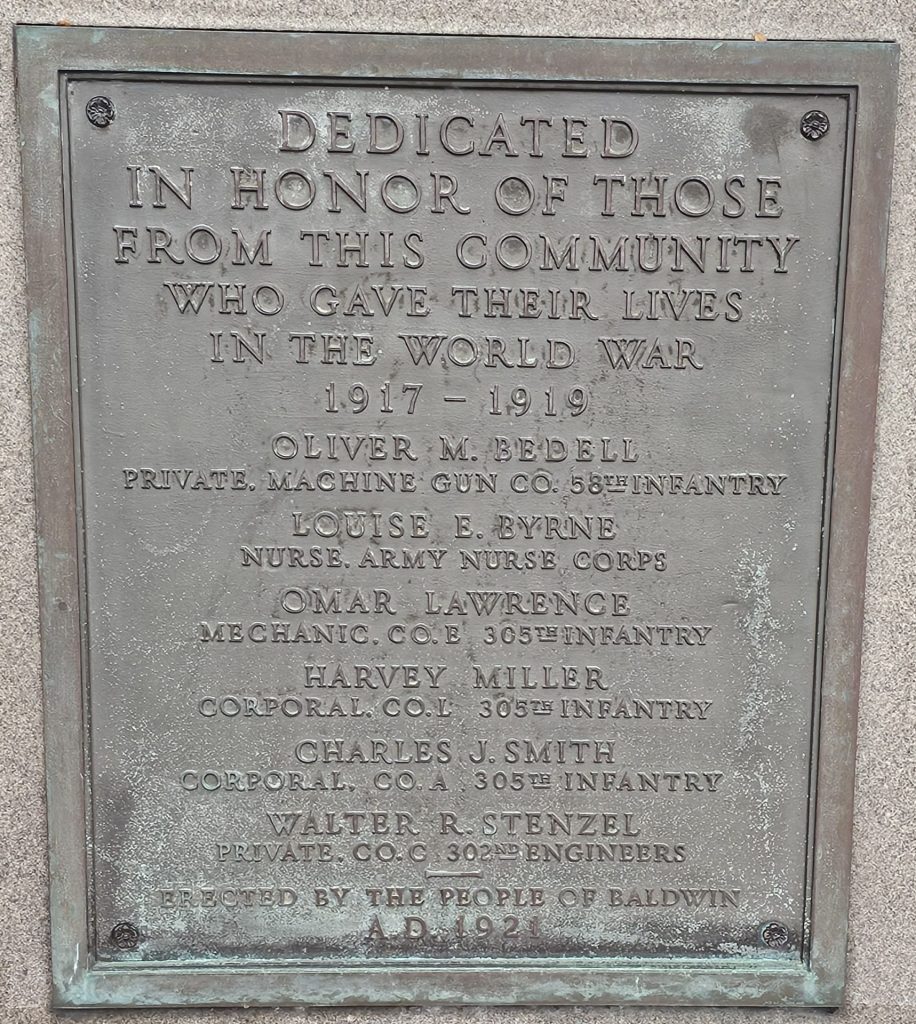 DEDICATED
IN HONOR OF THOSE
FROM THIS COMMUNITY
WHO GAVE THEIR LIVES
IN THE WORLD WAR
1917 – 1919
OLIVER M. BEDELL
PRIVATE, MACHINE GUN CO. 58TH INFANTRY
LOUISE E. BYRNE
NURSE, ARMY NURSE CORPS
OMAR LAWRENCE
MECHANIC, CO. E 305TH INFANTRY
HARVEY MILLER
CORPORAL, CO. L 305TH INFANTRY
CHARLES J. SMITH
CORPORAL, CO. A 305TH INFANTRY
WALTER R. STENZEL
PRIVATE, CO. C 302ND ENGINEERS
ERECTED BY THE PEOPLE OF BALDWIN
A.D. 1921